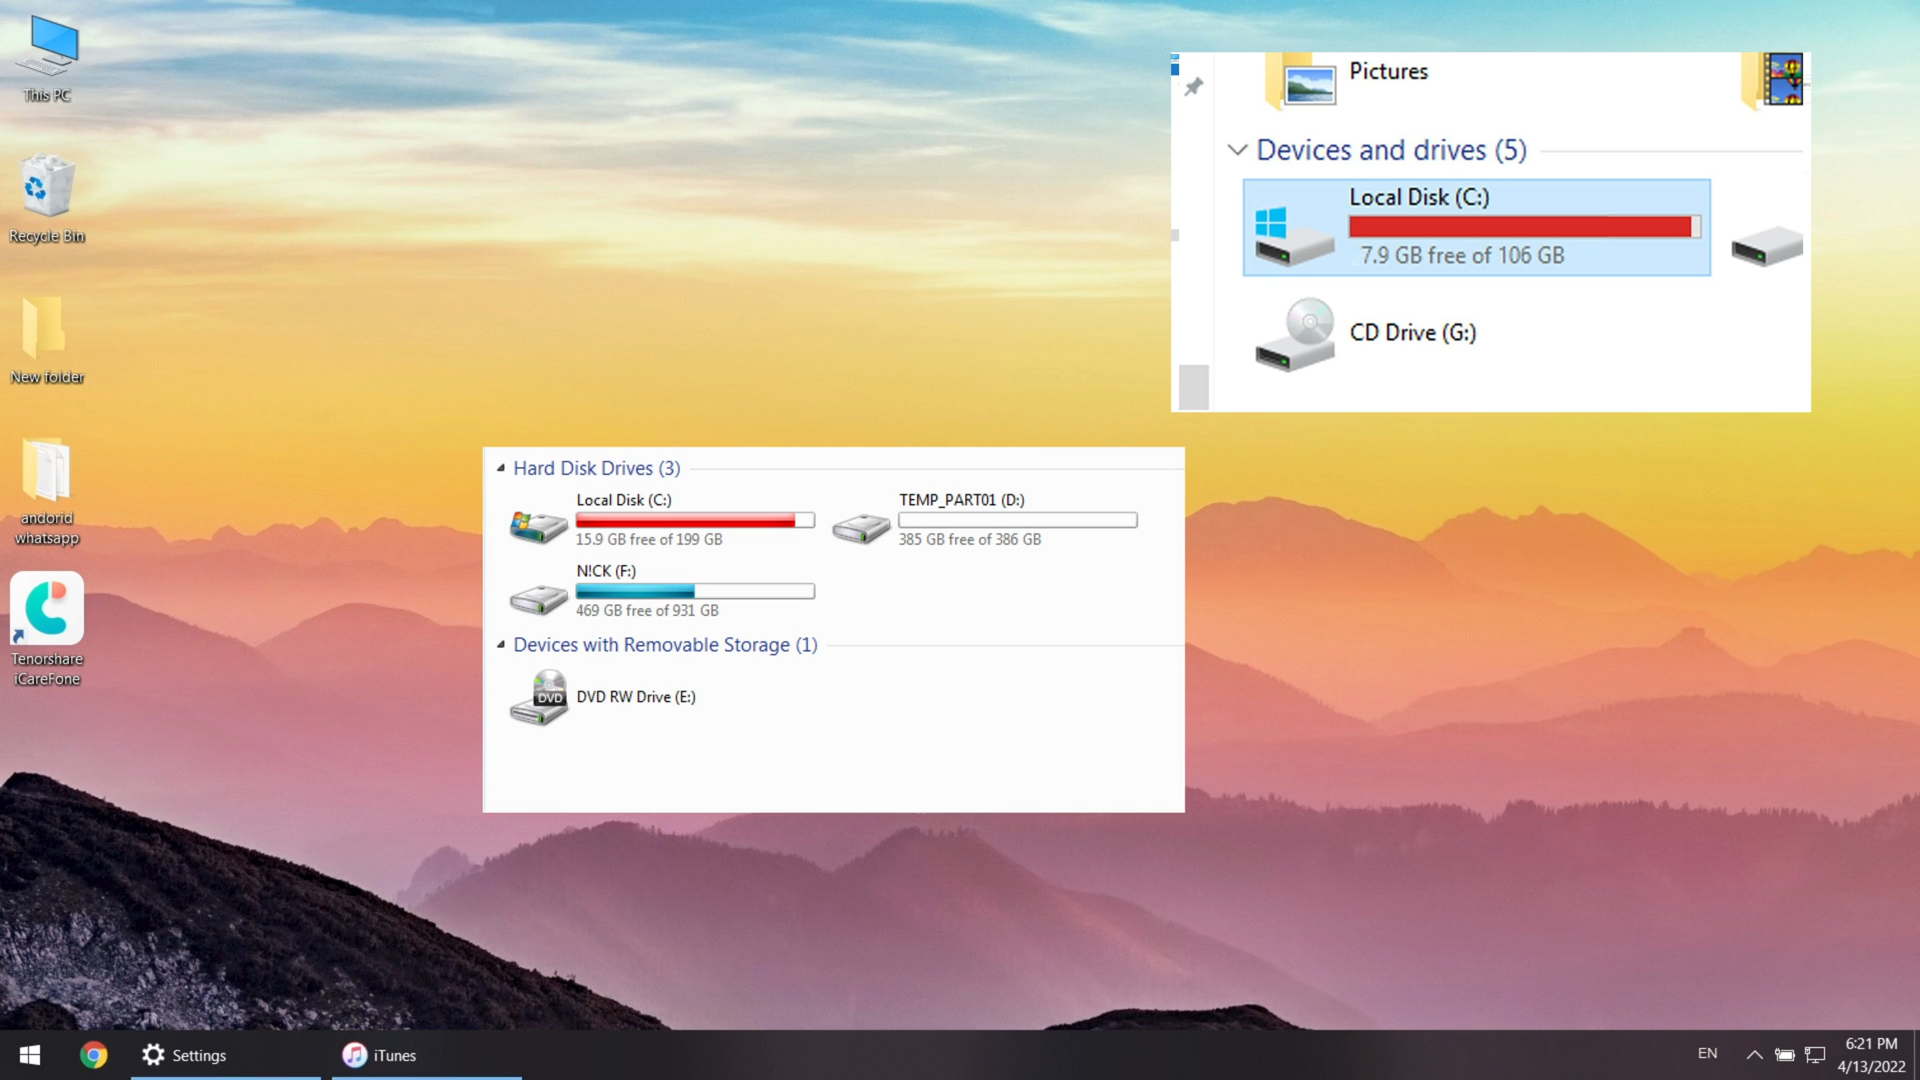 This PC
Recycle Bin
New folder
andorid
whatsapp
Tenorshare
iCareFone
Pictures
Devices and drives (5)
Local Disk (C:)
7.9 GB free of 106 GB
CD Drive (G:)
Hard Disk Drives (3)
Local Disk (C:)
15.9 GB free of 199 GB
TEMP_PART01 (D:)
385 GB free of 386 GB
N!CK (F:)
469 GB free of 931 GB
Devices with Removable Storage (1)
DVD
DVD RW Drive (E:)
Settings
iTunes
EN
6:21 PM
4/13/2022